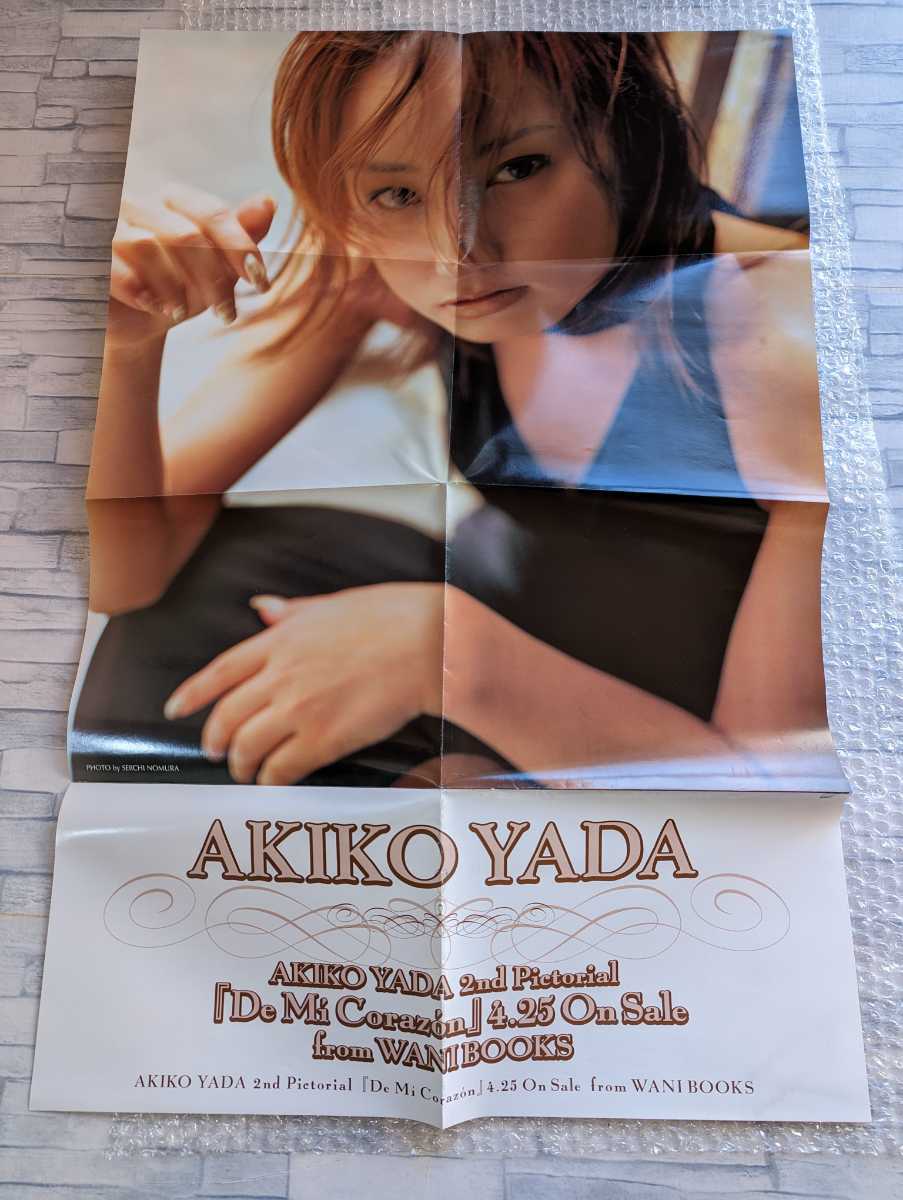 PHOTO by SEIICHI NOMURA
AKIKO YADA
AKIKO YADA 2nd Pictorial
『De Mi Corazón』 4.25 On Sale
from WANI BOOKS
AKIKO YADA 2nd Pictorial 『De Mi Corazón』 4.25 On Sale from WANI BOOKS